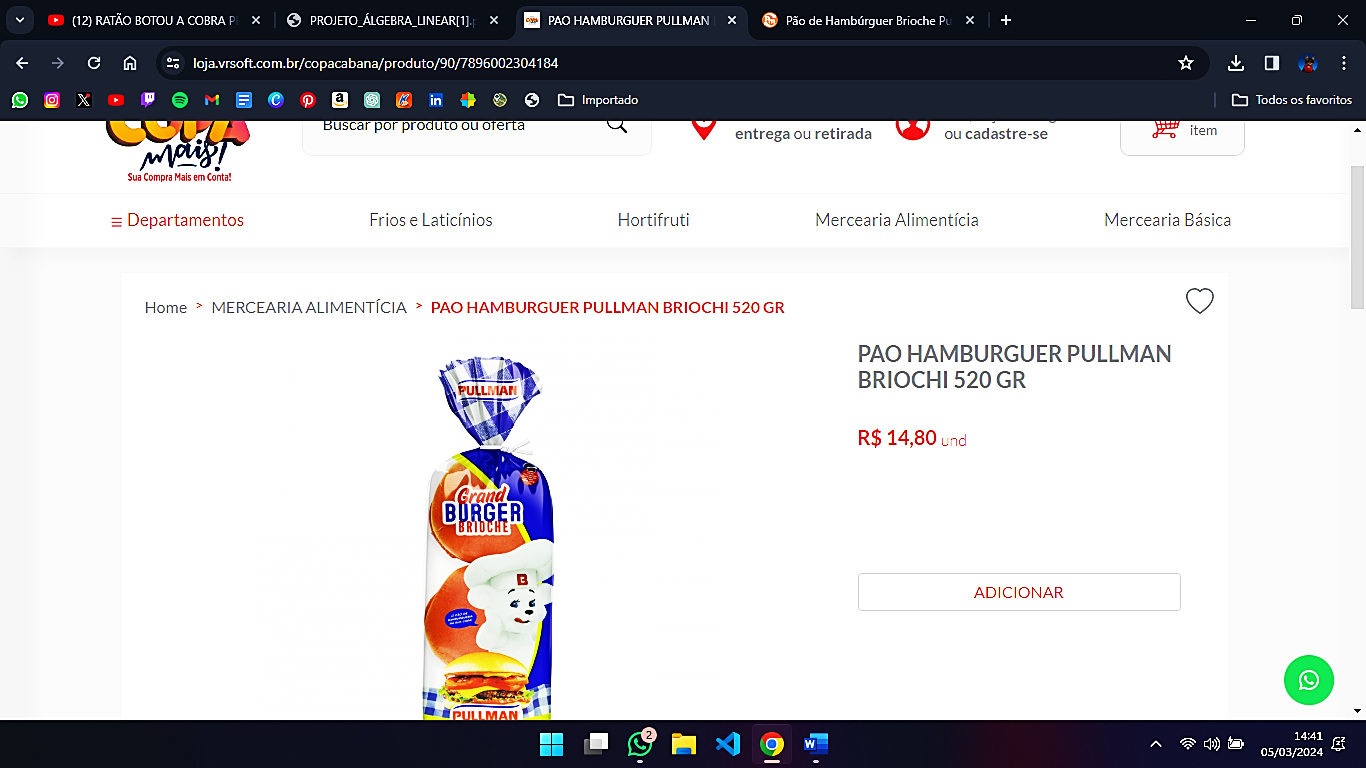 (12) RATÃO BOTOU A COBRA P
PROJETO_ÁLGEBRA_LINEAR[1].p
PAO HAMBURGUER PULLMAN
Pão de Hambúrguer Brioche Pu
loja.vrsoft.com.br/copacabana/produto/90/7896002304184
Importado
Todos os favoritos
COPA
mais!
Sua Compra Mais em Conta!
Buscar por produto ou oferta
entrega ou retirada
ou cadastre-se
item
Departamentos
Frios e Laticínios
Hortifruti
Mercearia Alimentícia
Mercearia Básica
Home > MERCEARIA ALIMENTÍCIA > PAO HAMBURGUER PULLMAN BRIOCHI 520 GR
PULLMAN
Grand
BURGER
BRIOCHE
B
PULLMAN
PAO HAMBURGUER PULLMAN
BRIOCHI 520 GR
R$ 14,80 und
ADICIONAR
2
14:41
05/03/2024